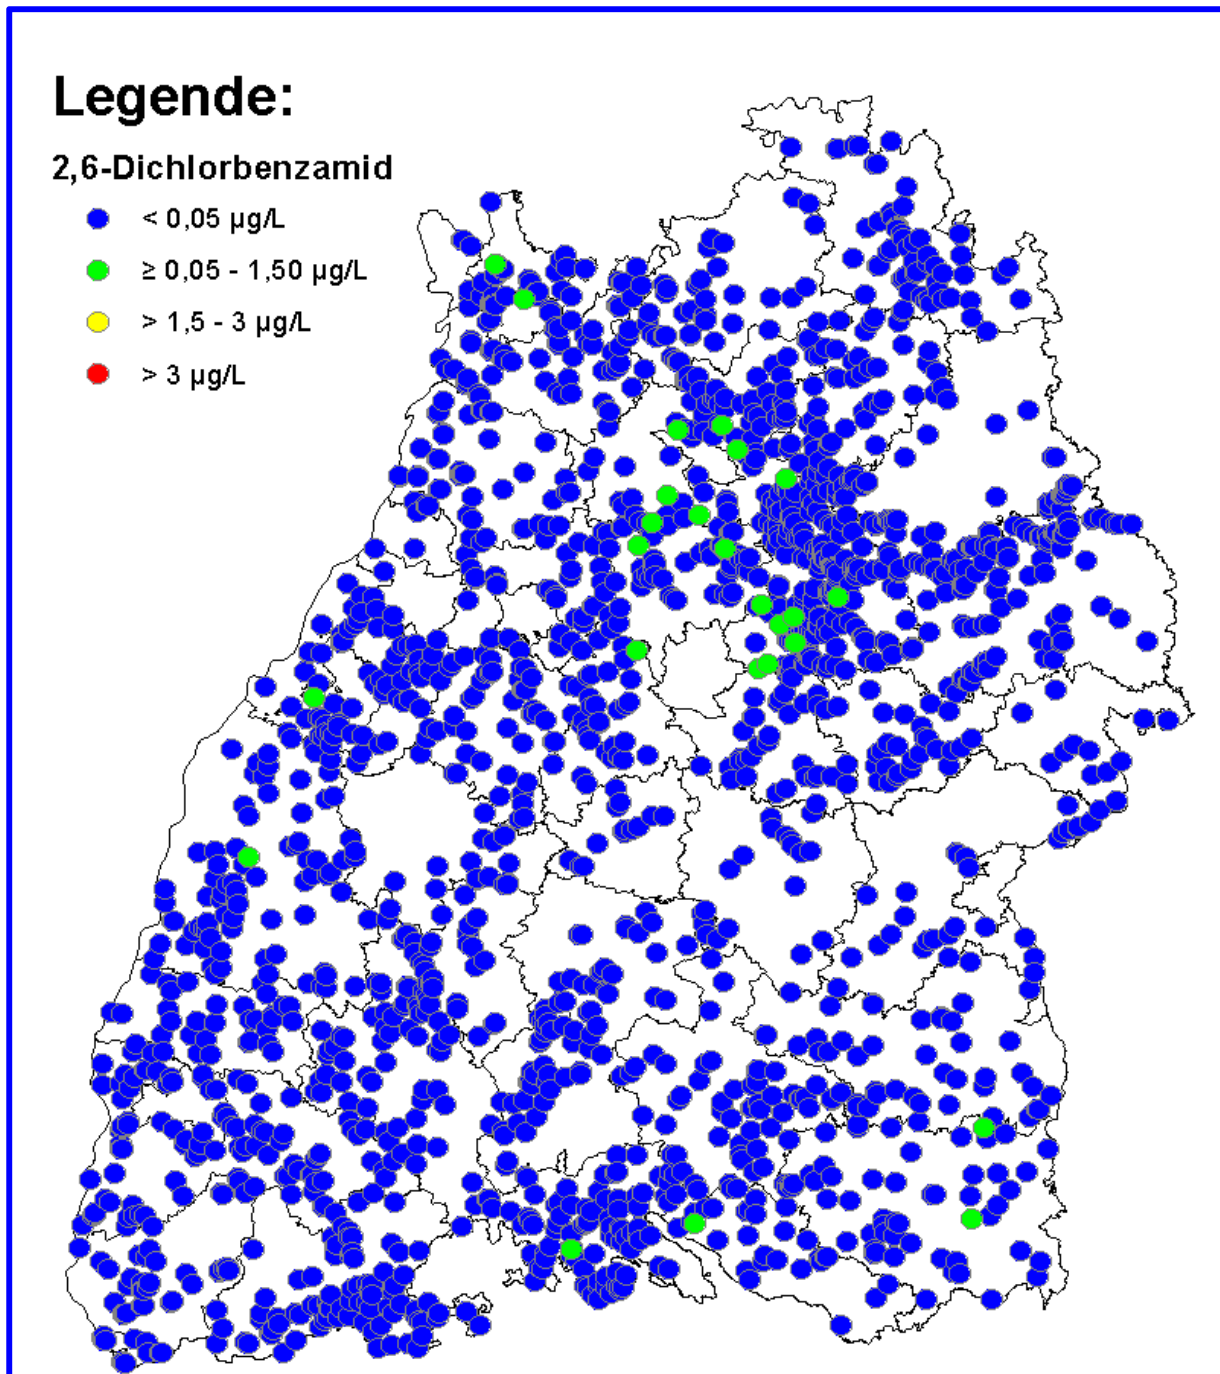 Legende:
2,6-Dichlorbenzamid
< 0,05 µg/L
≥ 0,05 - 1,50 µg/L
> 1,5 - 3 µg/L
> 3 µg/L